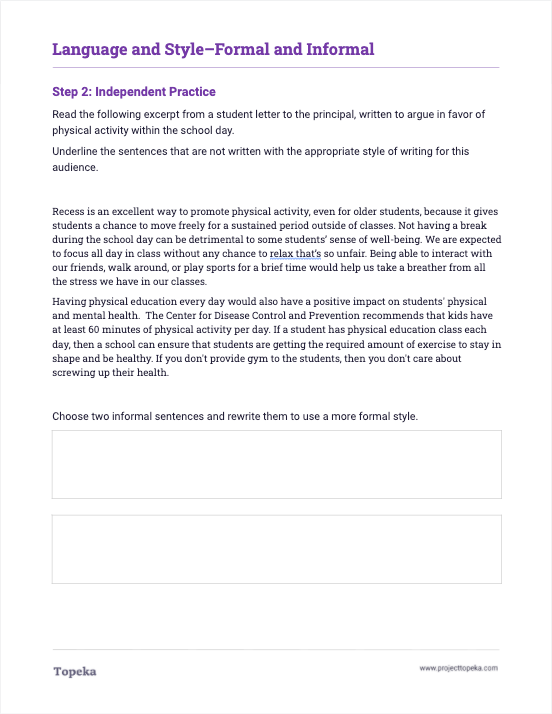 Language and Style–Formal and Informal
Step 2: Independent Practice
Read the following excerpt from a student letter to the principal, written to argue in favor of
physical activity within the school day.
Underline the sentences that are not written with the appropriate style of writing for this
audience.
Recess is an excellent way to promote physical activity, even for older students, because it gives
students a chance to move freely for a sustained period outside of classes. Not having a break
during the school day can be detrimental to some students' sense of well-being. We are expected
to focus all day in class without any chance to relax that's so unfair. Being able to interact with
our friends, walk around, or play sports for a brief time would help us take a breather from all
the stress we have in our classes.
Having physical education every day would also have a positive impact on students' physical
and mental health.  The Center for Disease Control and Prevention recommends that kids have
at least 60 minutes of physical activity per day. If a student has physical education class each
day, then a school can ensure that students are getting the required amount of exercise to stay in
shape and be healthy. If you don't provide gym to the students, then you don't care about
screwing up their health.
Choose two informal sentences and rewrite them to use a more formal style.
Topeka
www.projecttopeka.com